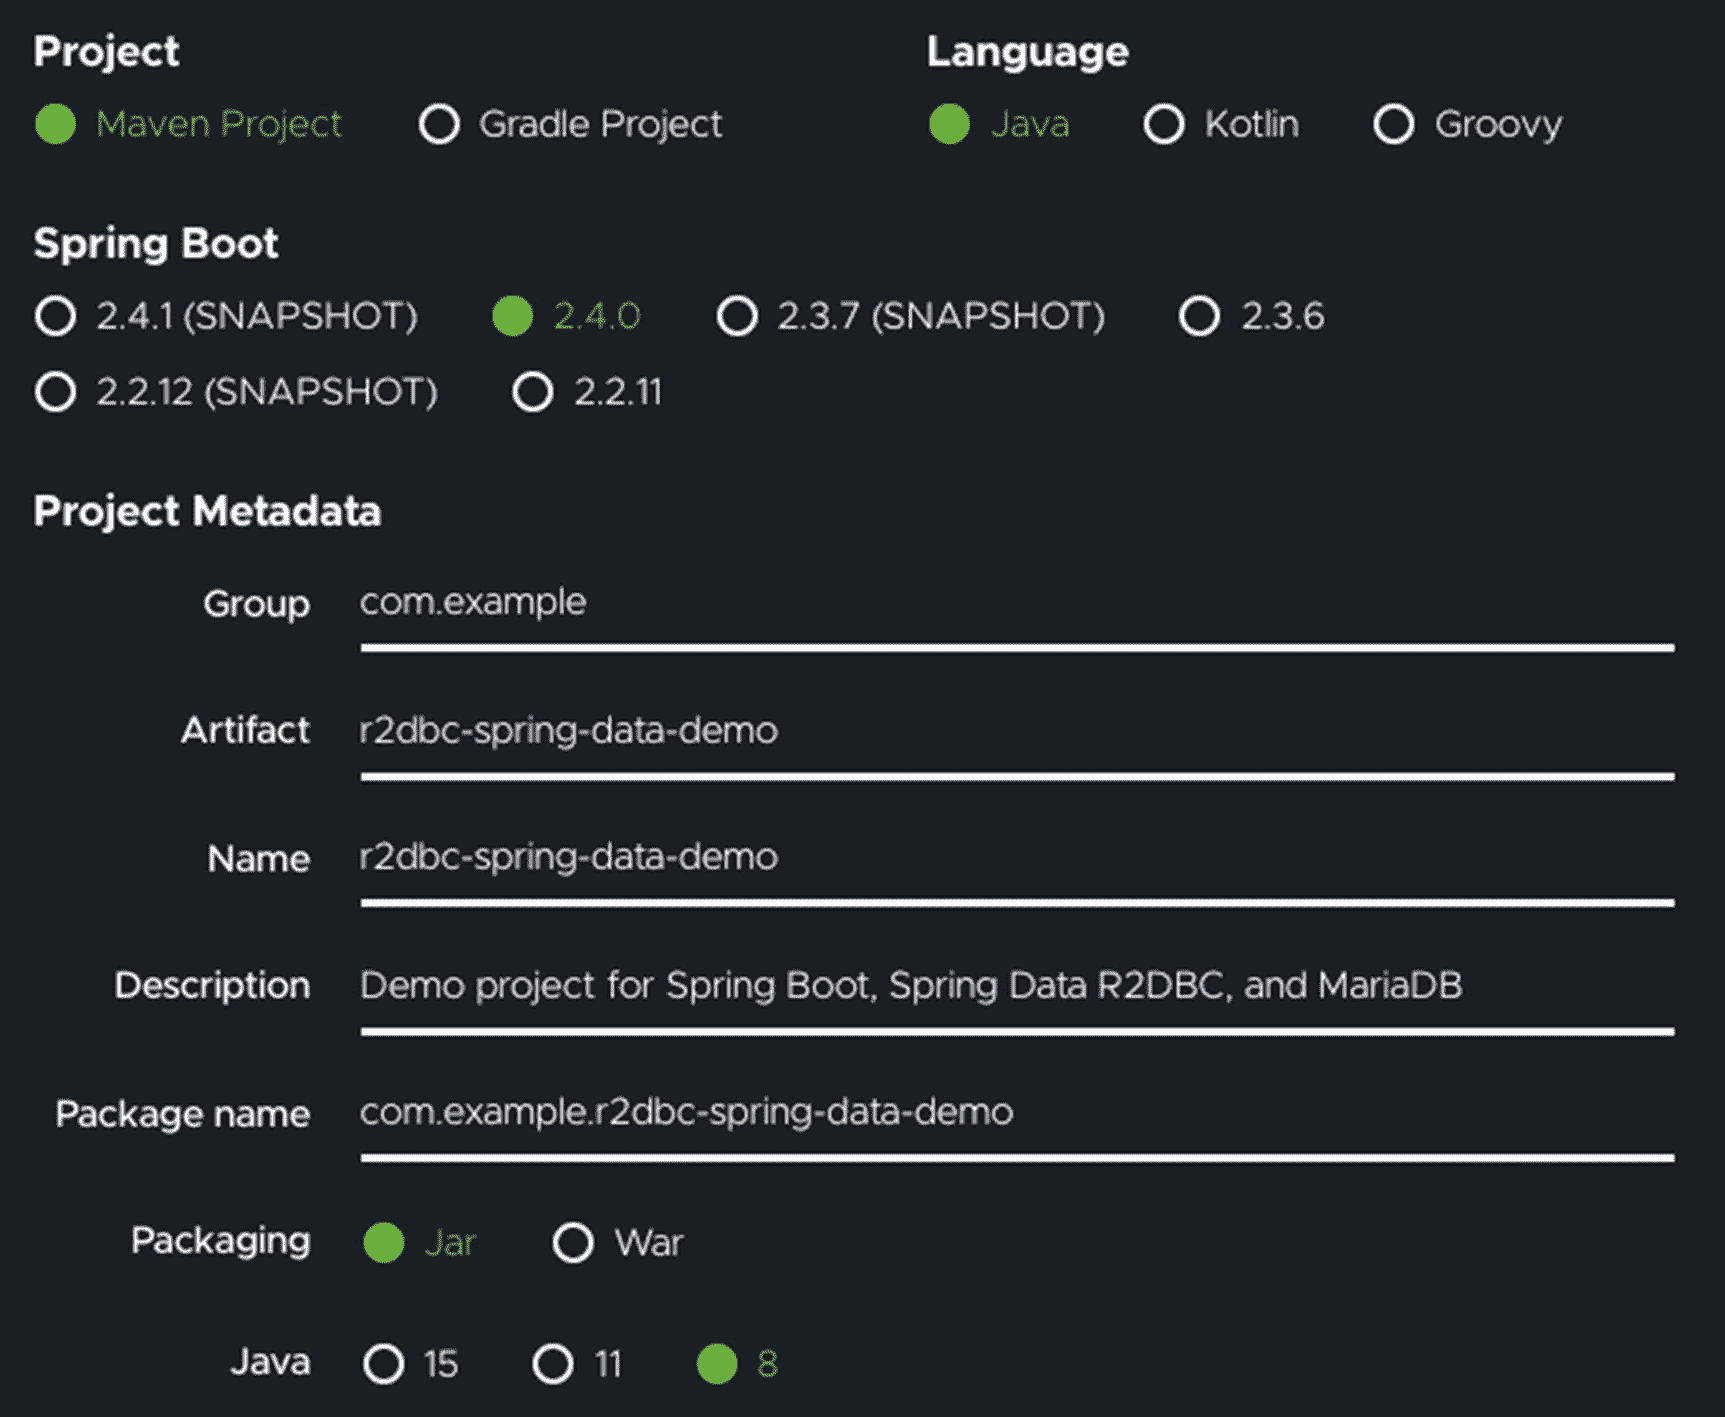 Project
Maven Project Gradle Project
Language
Java Kotlin Groovy
Spring Boot
2.4.1 (SNAPSHOT) 2.4.0 2.3.7 (SNAPSHOT) 2.3.6
2.2.12 (SNAPSHOT) 2.2.11
Project Metadata
Group com.example
Artifact r2dbc-spring-data-demo
Name r2dbc-spring-data-demo
Description Demo project for Spring Boot, Spring Data R2DBC, and MariaDB
Package name com.example.r2dbc-spring-data-demo
Packaging Jar War
Java 15 11 8